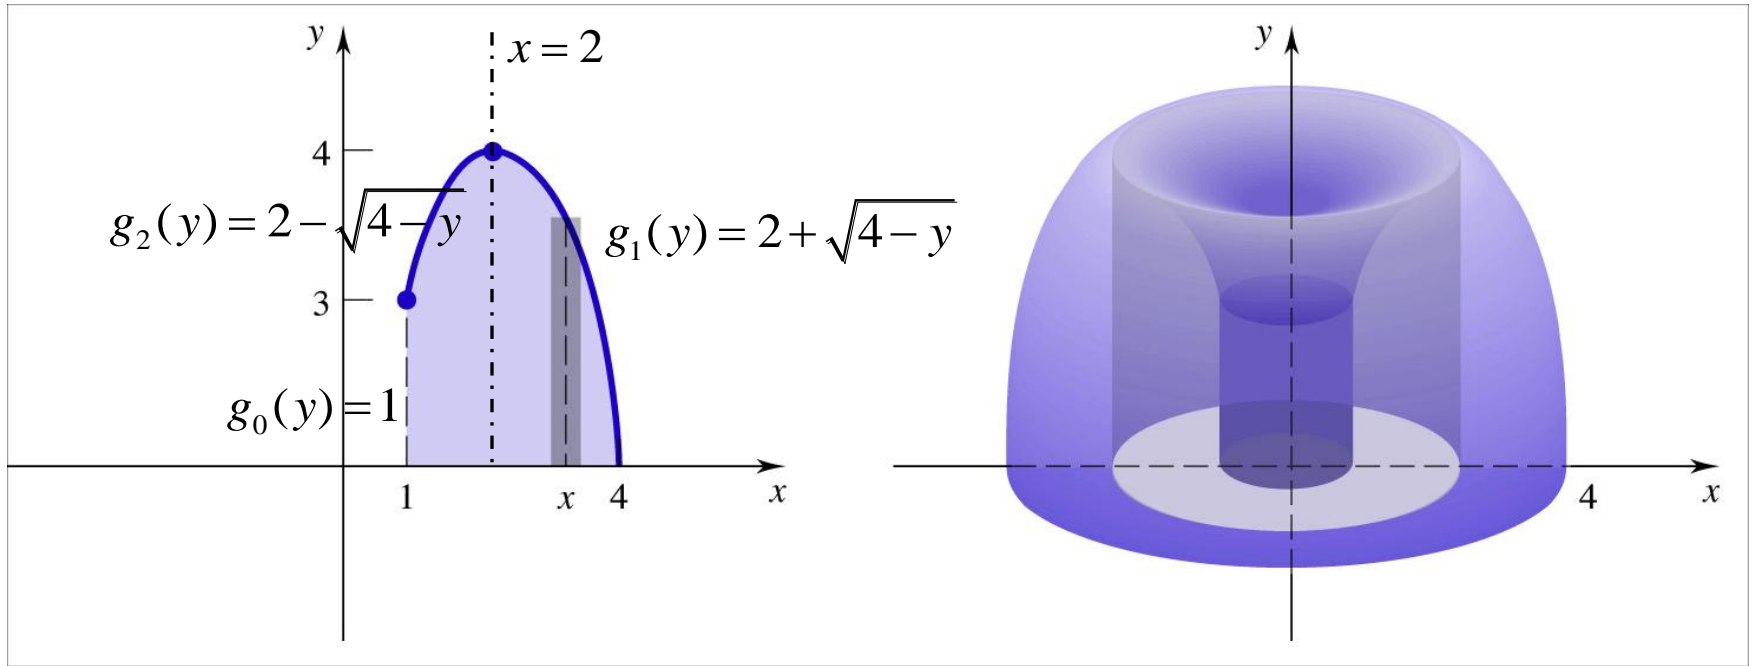 y
x = 2
4
g₂(y) = 2 − √(4 − y)
g₁(y) = 2 + √(4 − y)
3
g₀(y) = 1
1
x
4
x
y
4
x